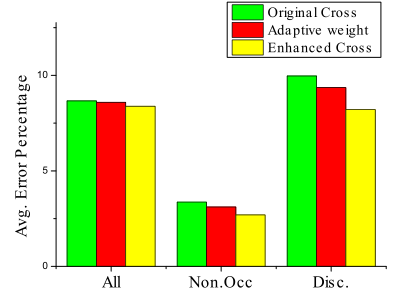 Original Cross
Adaptive weight
Enhanced Cross
Avg. Error Percentage
10
5
0
All Non.Occ Disc.